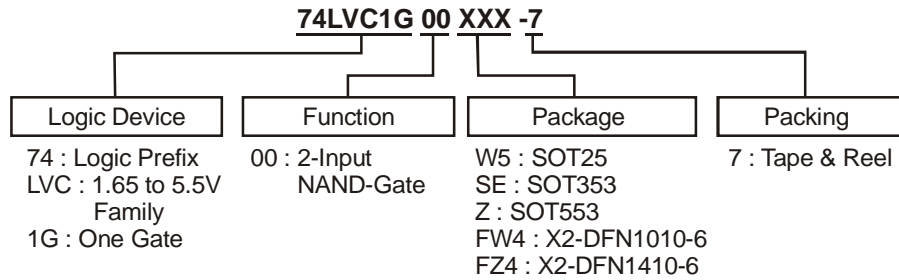 74LVC1G 00 XXX -7
Logic Device
Function
Package
Packing
74 : Logic Prefix
LVC : 1.65 to 5.5V
Family
1G : One Gate
00 : 2-Input
NAND-Gate
W5 : SOT25
SE : SOT353
Z : SOT553
FW4 : X2-DFN1010-6
FZ4 : X2-DFN1410-6
7 : Tape & Reel